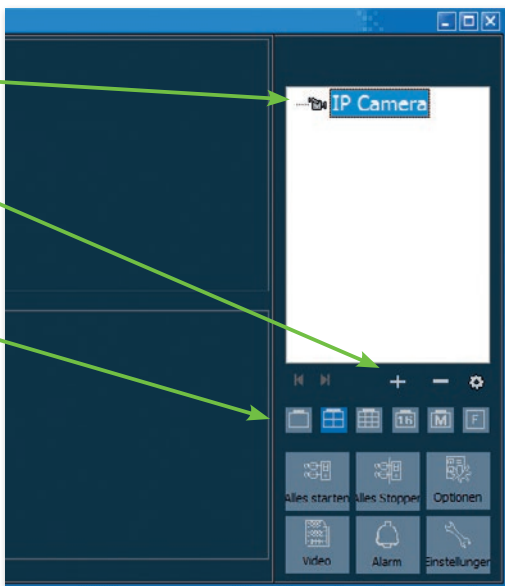 IP Camera
16 M F
Alles starten Alles Stoppen Optionen
Video Alarm Einstellungen